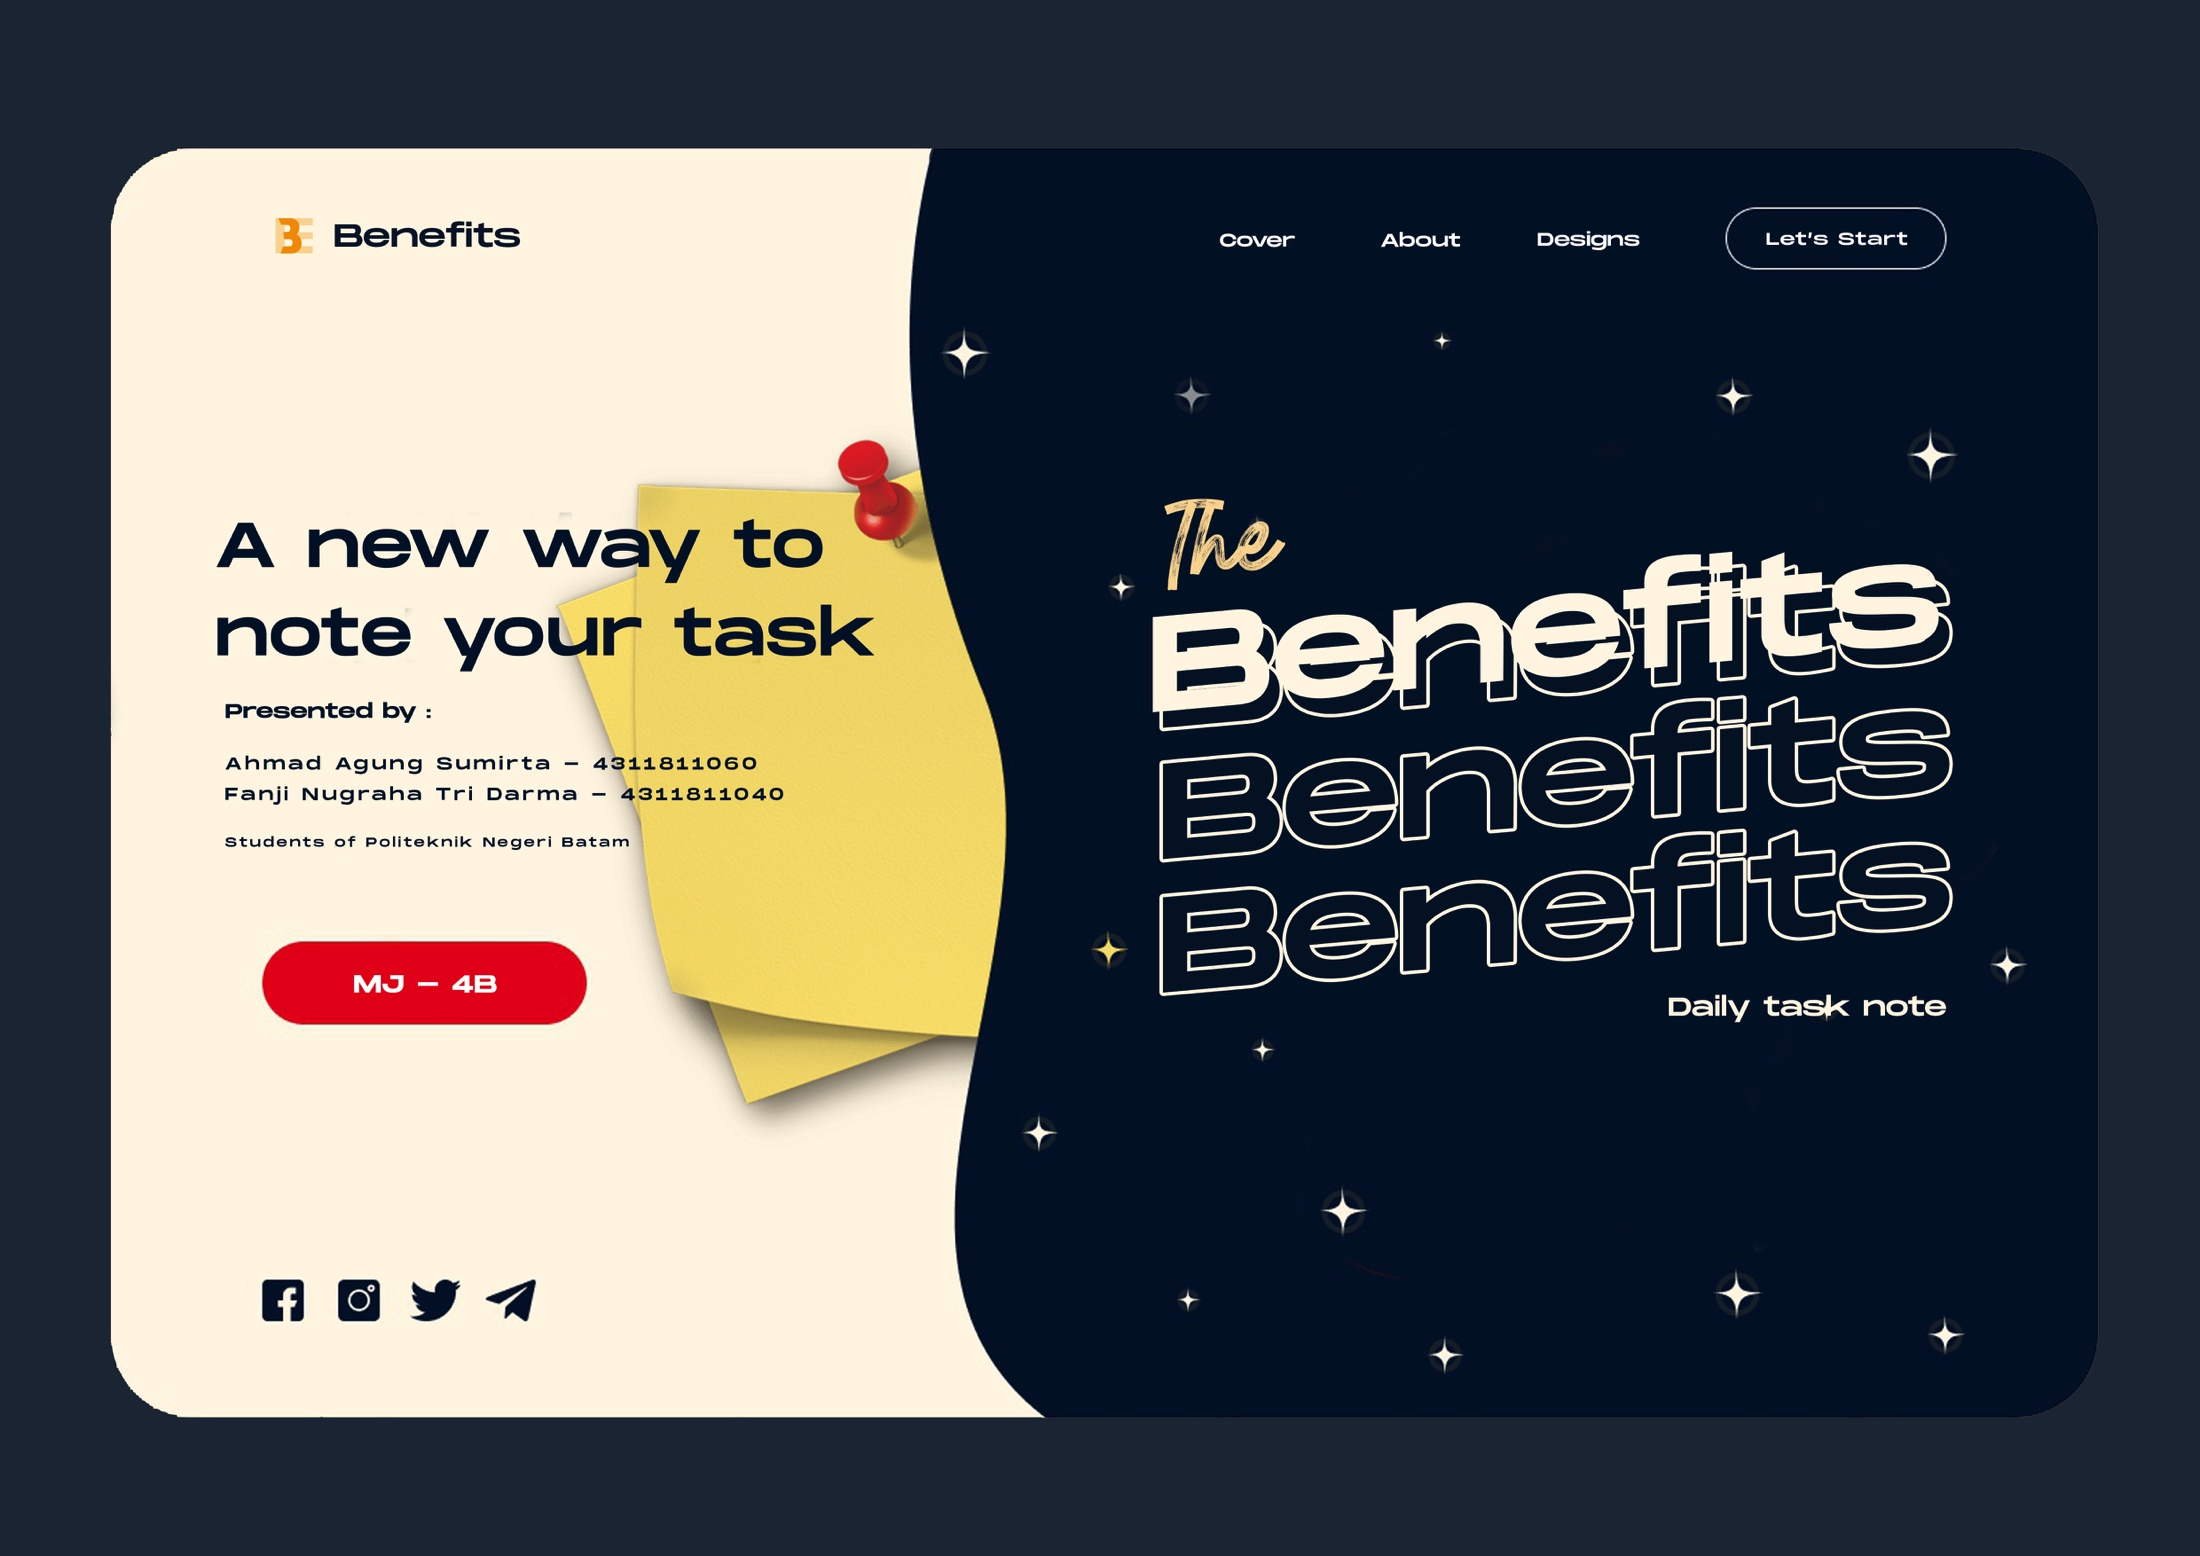 Benefits
Cover About Designs Let's Start
A new way to
note your task
Presented by :
Ahmad Agung Sumirta – 4311811060
Fanji Nugraha Tri Darma – 4311811040
Students of Politeknik Negeri Batam
MJ – 4B
The
Benefits
Benefits
Benefits
Daily task note